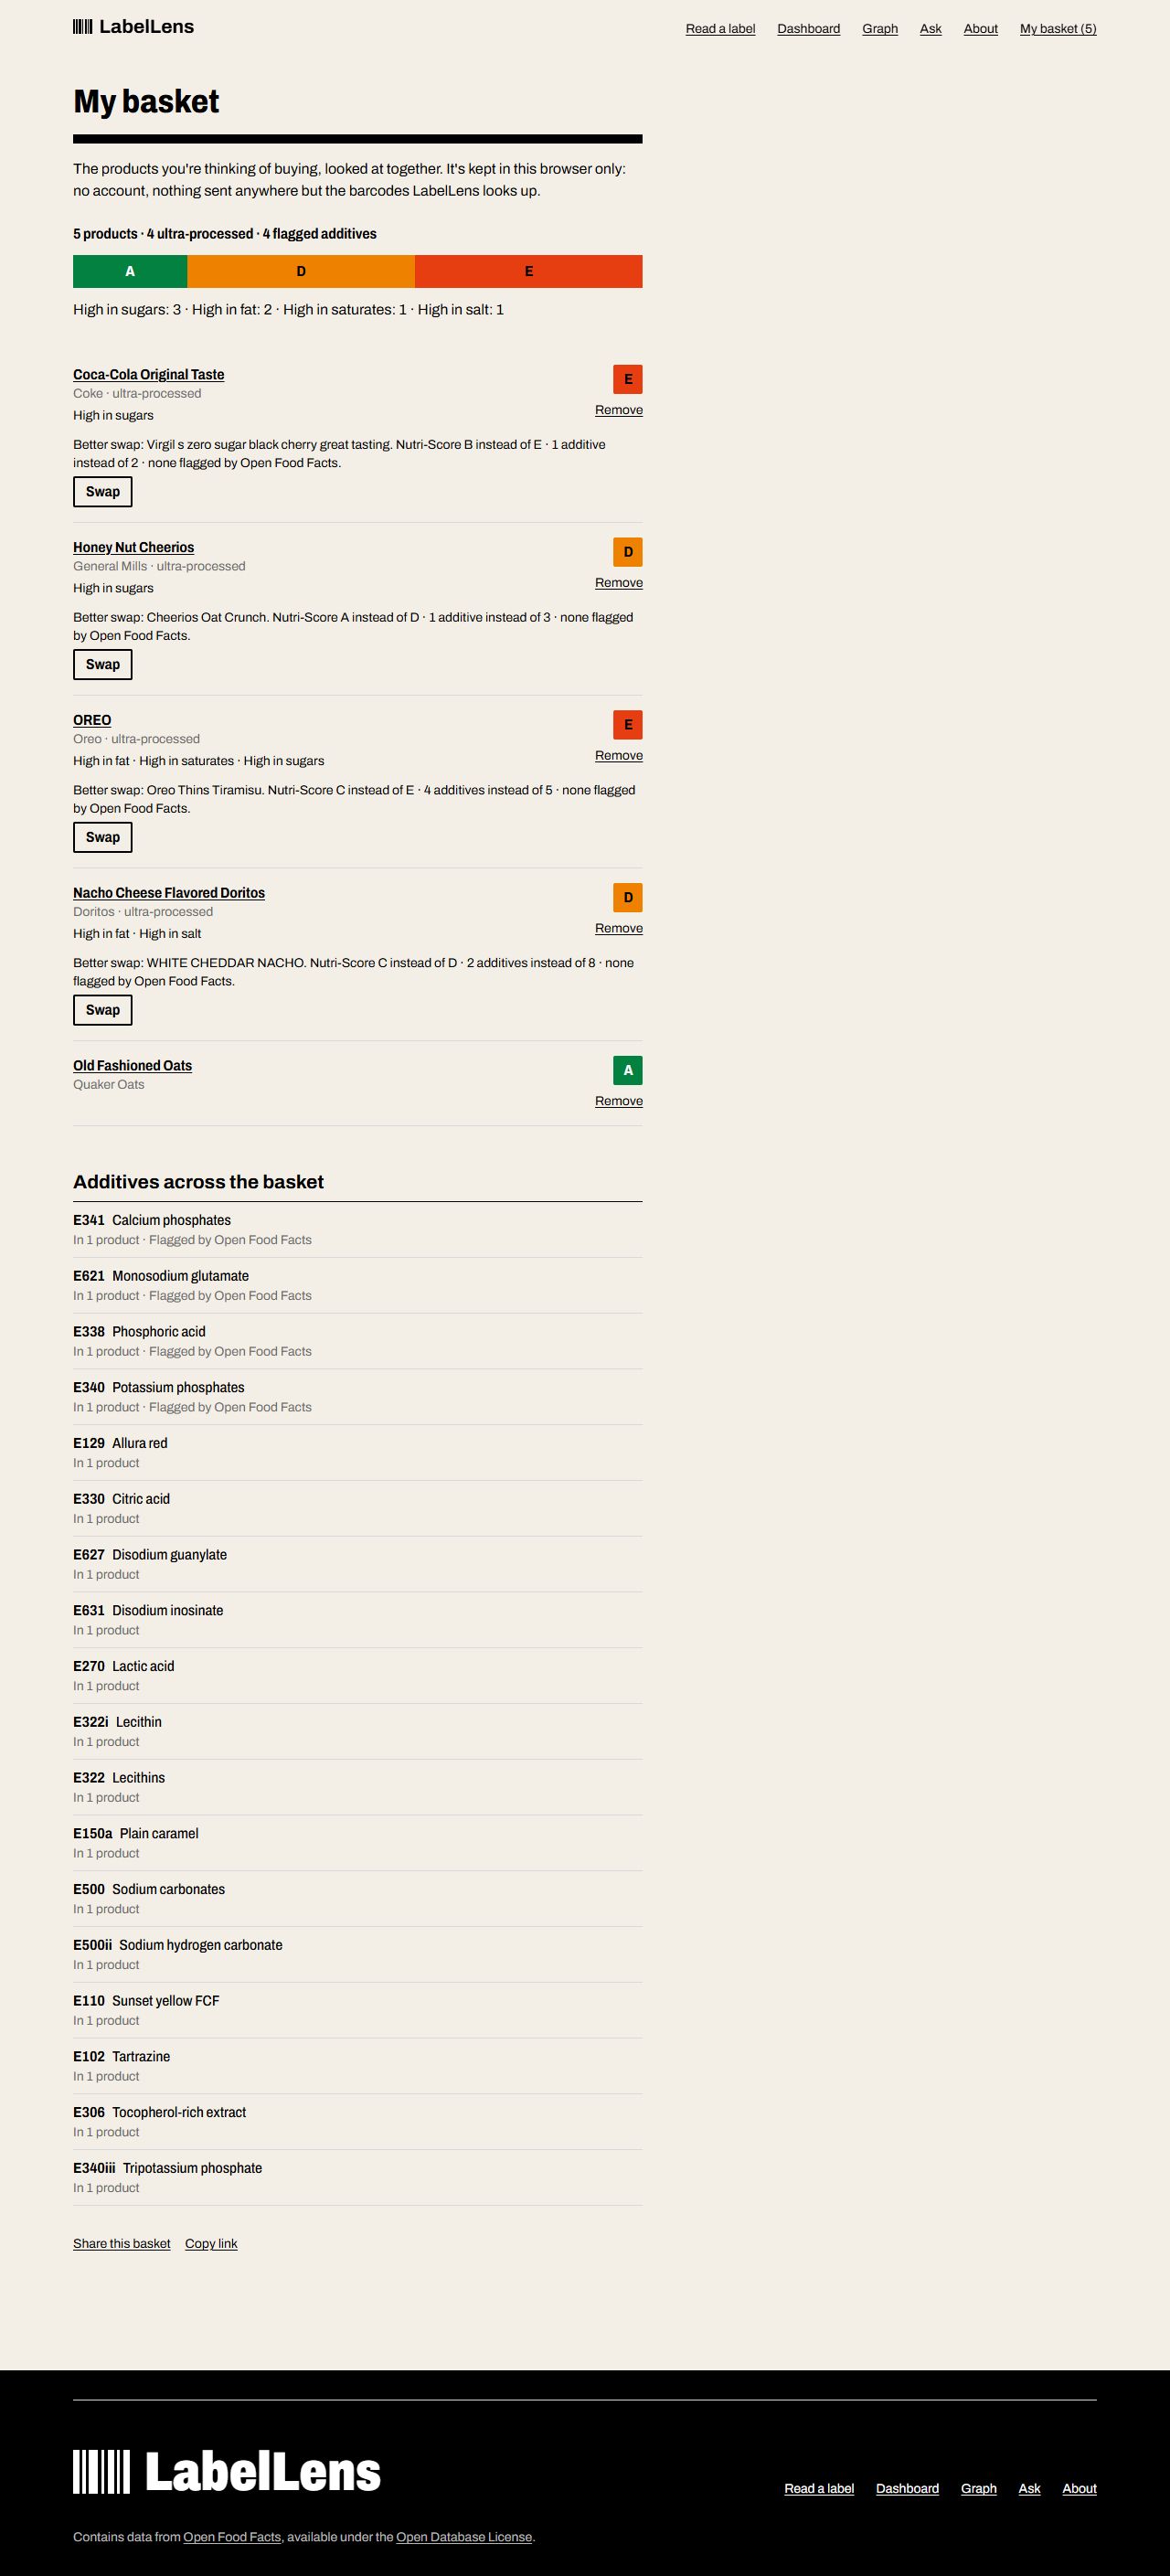 LabelLens
Read a label Dashboard Graph Ask About My basket (5)
My basket
The products you're thinking of buying, looked at together. It's kept in this browser only:
no account, nothing sent anywhere but the barcodes LabelLens looks up.
5 products · 4 ultra-processed · 4 flagged additives
A D E
High in sugars: 3 · High in fat: 2 · High in saturates: 1 · High in salt: 1
Coca-Cola Original Taste
E
Coke · ultra-processed
Remove
High in sugars
Better swap: Virgil s zero sugar black cherry great tasting. Nutri-Score B instead of E · 1 additive
instead of 2 · none flagged by Open Food Facts.
Swap
Honey Nut Cheerios
D
General Mills · ultra-processed
Remove
High in sugars
Better swap: Cheerios Oat Crunch. Nutri-Score A instead of D · 1 additive instead of 3 · none flagged
by Open Food Facts.
Swap
OREO
E
Oreo · ultra-processed
Remove
High in fat · High in saturates · High in sugars
Better swap: Oreo Thins Tiramisu. Nutri-Score C instead of E · 4 additives instead of 5 · none flagged
by Open Food Facts.
Swap
Nacho Cheese Flavored Doritos
D
Doritos · ultra-processed
Remove
High in fat · High in salt
Better swap: WHITE CHEDDAR NACHO. Nutri-Score C instead of D · 2 additives instead of 8 · none
flagged by Open Food Facts.
Swap
Old Fashioned Oats
A
Quaker Oats
Remove
Additives across the basket
E341 Calcium phosphates
In 1 product · Flagged by Open Food Facts
E621 Monosodium glutamate
In 1 product · Flagged by Open Food Facts
E338 Phosphoric acid
In 1 product · Flagged by Open Food Facts
E340 Potassium phosphates
In 1 product · Flagged by Open Food Facts
E129 Allura red
In 1 product
E330 Citric acid
In 1 product
E627 Disodium guanylate
In 1 product
E631 Disodium inosinate
In 1 product
E270 Lactic acid
In 1 product
E322i Lecithin
In 1 product
E322 Lecithins
In 1 product
E150a Plain caramel
In 1 product
E500 Sodium carbonates
In 1 product
E500ii Sodium hydrogen carbonate
In 1 product
E110 Sunset yellow FCF
In 1 product
E102 Tartrazine
In 1 product
E306 Tocopherol-rich extract
In 1 product
E340iii Tripotassium phosphate
In 1 product
Share this basket Copy link
LabelLens
Read a label Dashboard Graph Ask About
Contains data from Open Food Facts, available under the Open Database License.